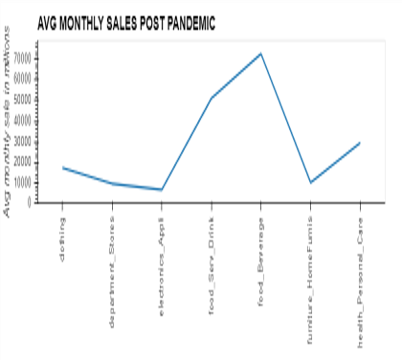 AVG MONTHLY SALES POST PANDEMIC
Avg monthly sale in millions
70000
60000
50000
40000
30000
20000
10000
0
clothing
department_Stores
electronics_Appli
food_Serv_Drink
food_Beverage
furniture_HomeFurnis
health_Personal_Care